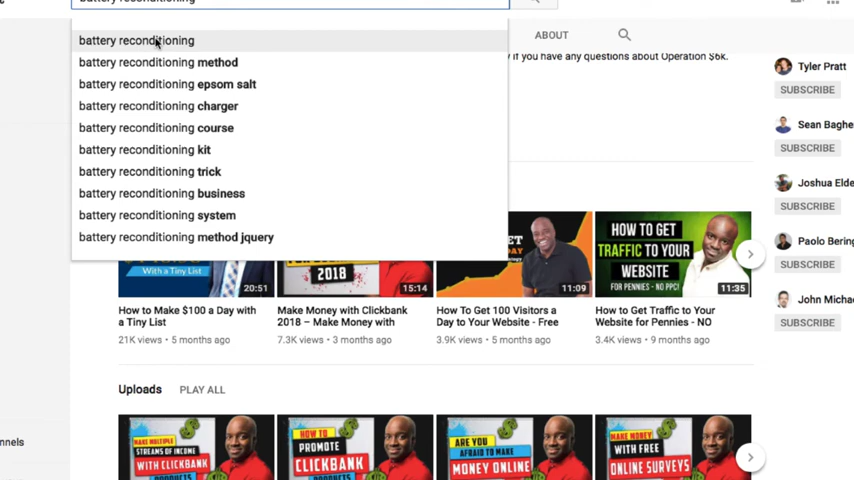 battery reconditioning
ABOUT
battery reconditioning
if you have any questions about Operation $6k.
battery reconditioning method
battery reconditioning epsom salt
battery reconditioning charger
battery reconditioning course
battery reconditioning kit
battery reconditioning trick
battery reconditioning business
battery reconditioning system
battery reconditioning method jquery
Tyler Pratt
SUBSCRIBE
Sean Baghe
SUBSCRIBE
Joshua Elde
SUBSCRIBE
Paolo Bering
SUBSCRIBE
John Micha
SUBSCRIBE
With a Tiny List
20:51
2018
15:14
11:09
HOW TO GET
TRAFFIC TO YOUR
WEBSITE
FOR PENNIES - NO PPC!
11:35
How to Make $100 a Day with
a Tiny List
21K views • 5 months ago
Make Money with Clickbank
2018 – Make Money with
7.3K views • 3 months ago
How To Get 100 Visitors a
Day to Your Website - Free
3.9K views • 5 months ago
How to Get Traffic to Your
Website for Pennies - NO
3.4K views • 9 months ago
Uploads PLAY ALL
nnels
MAKE MULTIPLE
STREAMS OF INCOME
WITH CLICKBANK
PRODUCTS
HOW TO
PROMOTE
CLICKBANK
PRODUCTS
ARE YOU
AFRAID TO MAKE
MONEY ONLINE
MAKE MONEY
WITH FREE
ONLINE SURVEYS